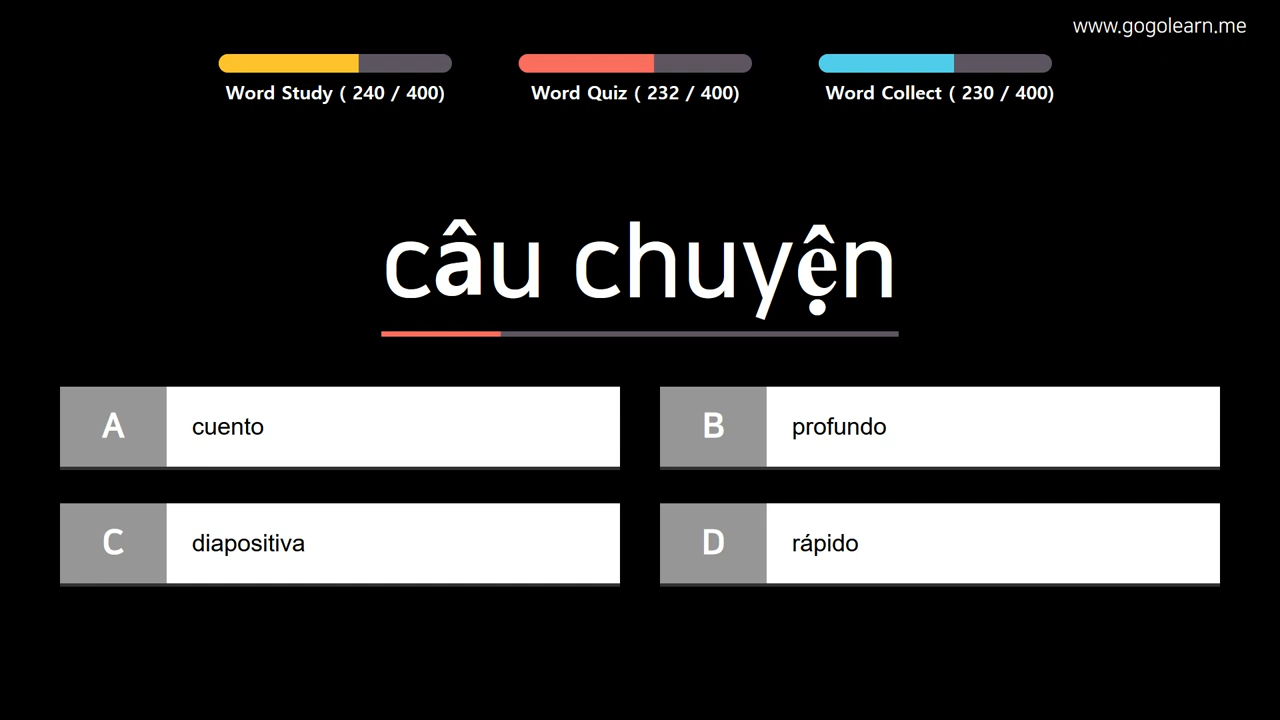 www.gogolearn.me
Word Study ( 240 / 400)
Word Quiz ( 232 / 400)
Word Collect ( 230 / 400)
câu chuyện
A cuento
B profundo
C diapositiva
D rápido